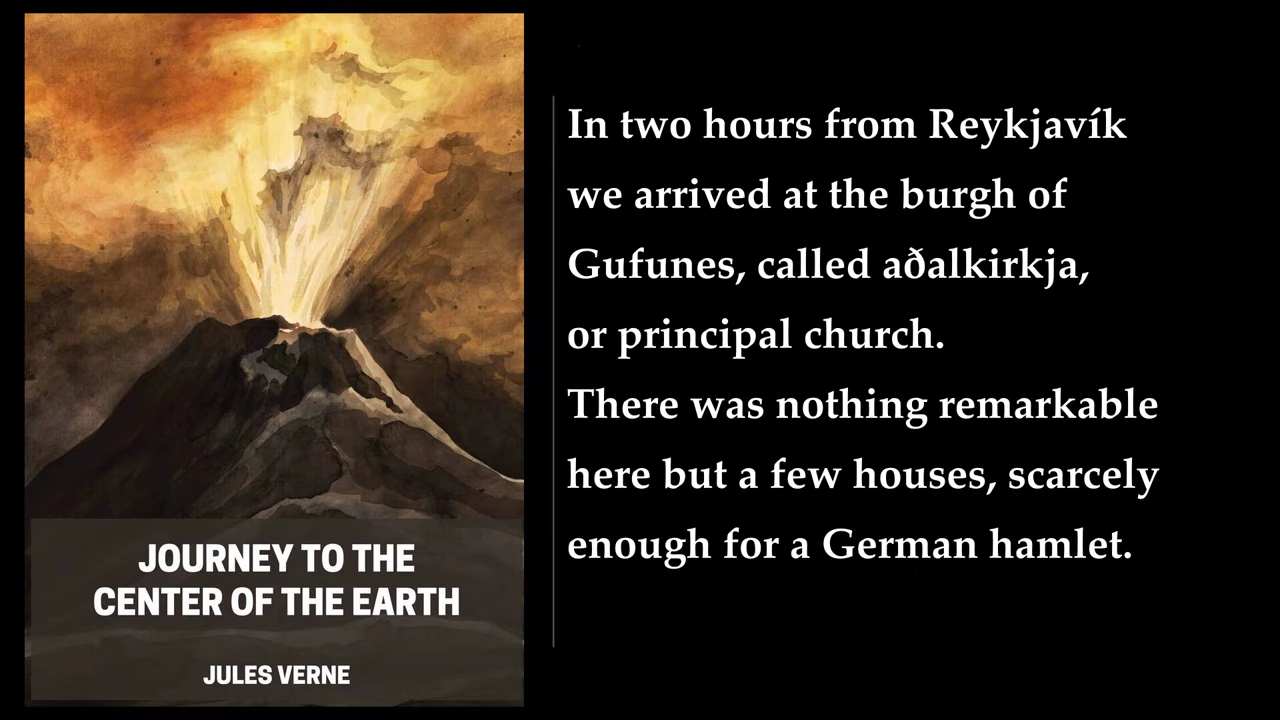 In two hours from Reykjavík
we arrived at the burgh of
Gufunes, called aðalkirkja,
or principal church.
There was nothing remarkable
here but a few houses, scarcely
enough for a German hamlet.
JOURNEY TO THE
CENTER OF THE EARTH
JULES VERNE